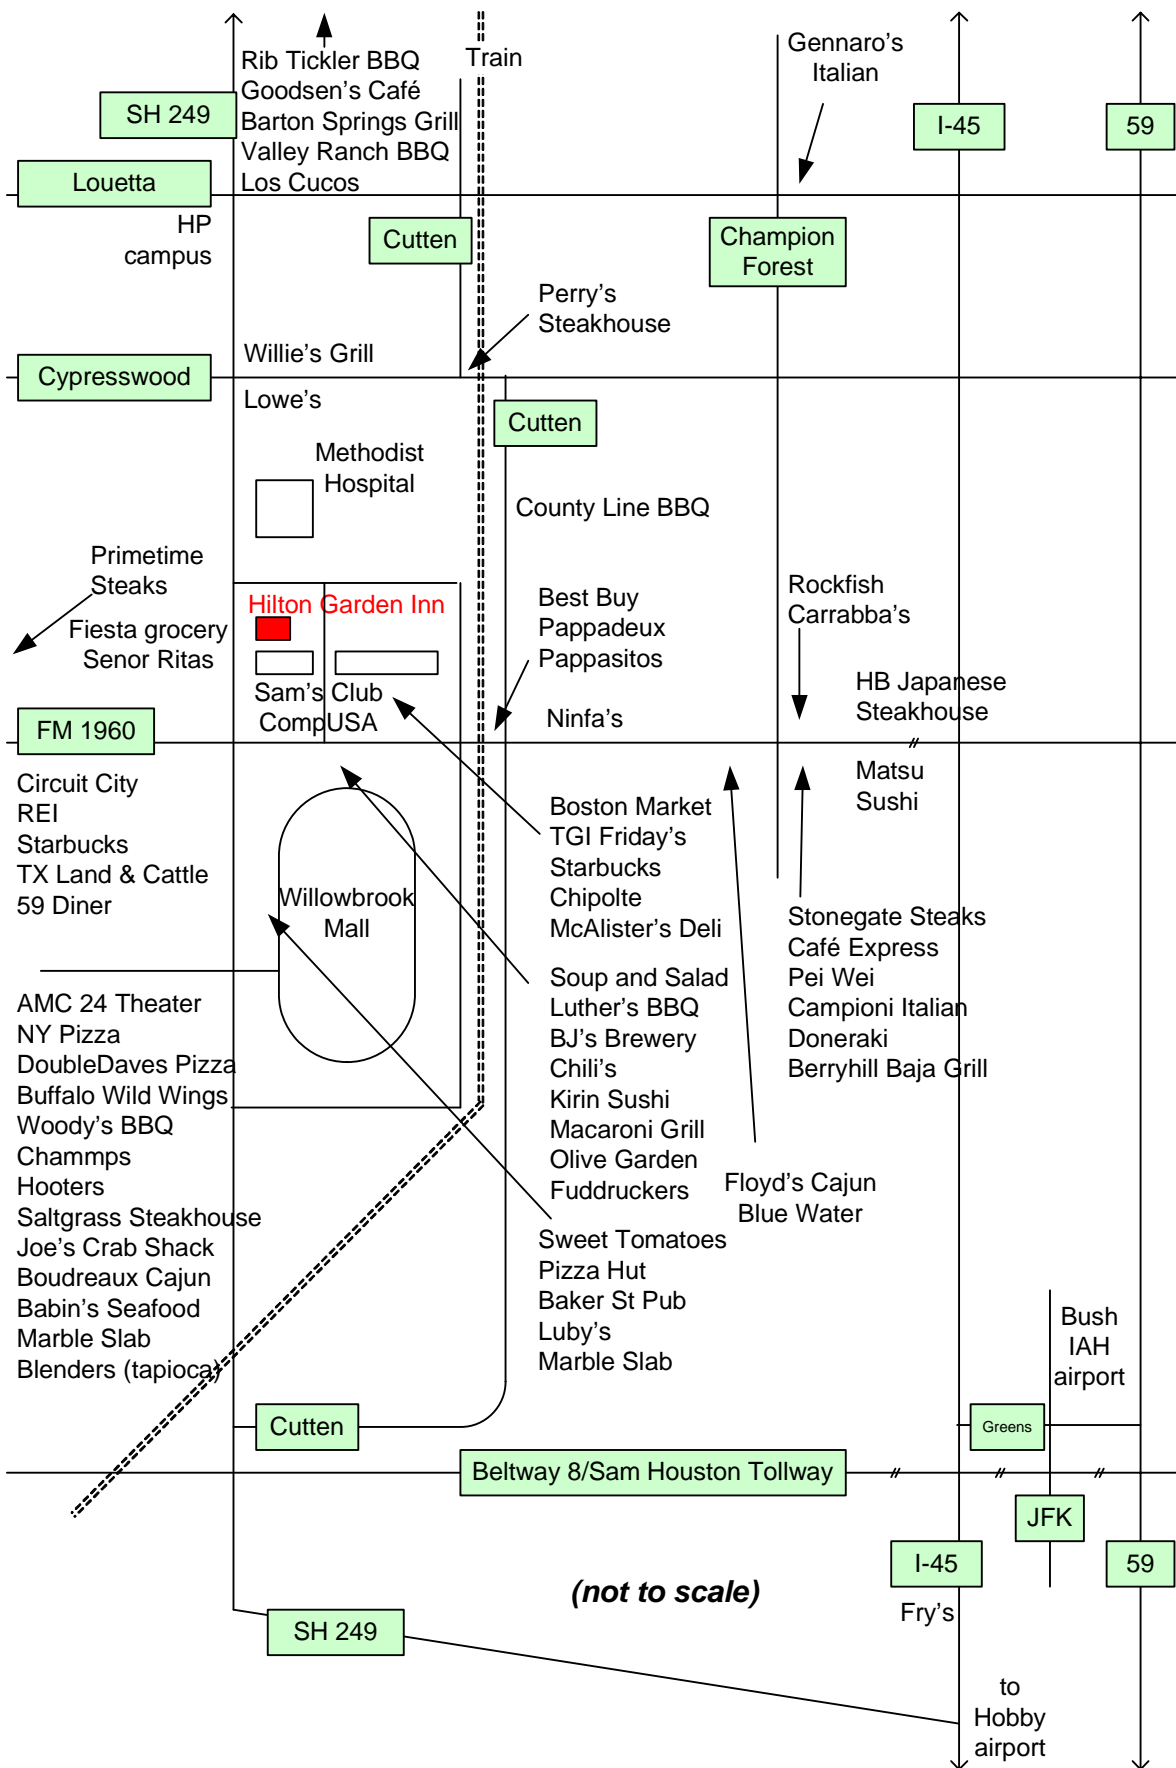 Rib Tickler BBQ
Goodsen's Café
Barton Springs Grill
Valley Ranch BBQ
Los Cucos
Train
Gennaro's
Italian
SH 249
I-45
59
Louetta
HP
campus
Cutten
Champion
Forest
Perry's
Steakhouse
Willie's Grill
Cypresswood
Lowe's
Cutten
Methodist
Hospital
County Line BBQ
Primetime
Steaks
Fiesta grocery
Senor Ritas
Hilton Garden Inn
Best Buy
Pappadeux
Pappasitos
Rockfish
Carrabba's
Sam's Club
CompUSA
Ninfa's
HB Japanese
Steakhouse
FM 1960
Circuit City
REI
Starbucks
TX Land & Cattle
59 Diner
Matsu
Sushi
Willowbrook
Mall
Boston Market
TGI Friday's
Starbucks
Chipolte
McAlister's Deli
Stonegate Steaks
Café Express
Pei Wei
Campioni Italian
Doneraki
Berryhill Baja Grill
AMC 24 Theater
NY Pizza
DoubleDaves Pizza
Buffalo Wild Wings
Woody's BBQ
Chammps
Hooters
Saltgrass Steakhouse
Joe's Crab Shack
Boudreaux Cajun
Babin's Seafood
Marble Slab
Blenders (tapioca)
Soup and Salad
Luther's BBQ
BJ's Brewery
Chili's
Kirin Sushi
Macaroni Grill
Olive Garden
Fuddruckers
Floyd's Cajun
Blue Water
Sweet Tomatoes
Pizza Hut
Baker St Pub
Luby's
Marble Slab
Bush
IAH
airport
Cutten
Greens
Beltway 8/Sam Houston Tollway
JFK
I-45
59
(not to scale)
Fry's
SH 249
to
Hobby
airport